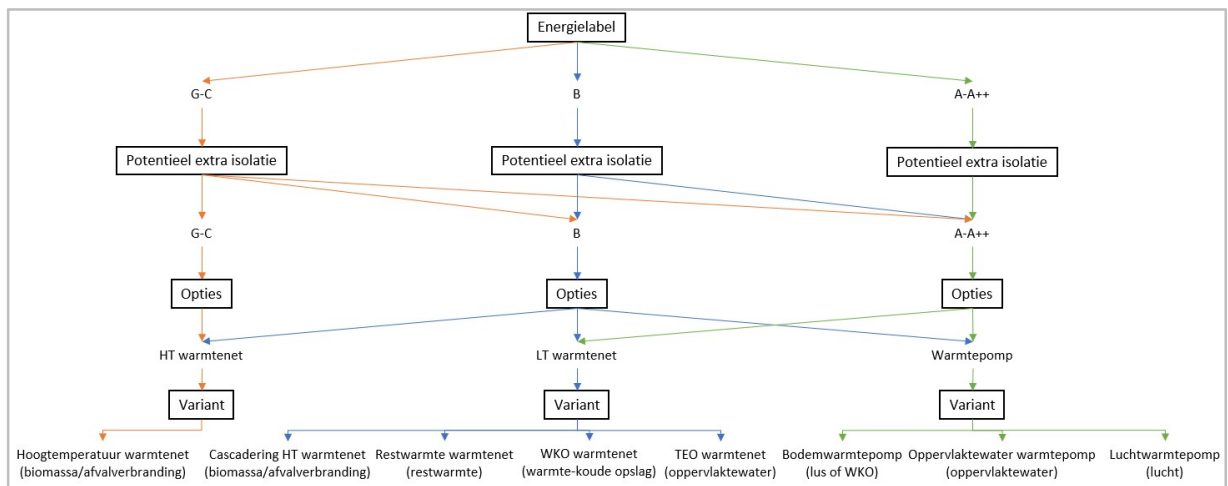 Energielabel
G-C
B
A-A++
Potentieel extra isolatie
Potentieel extra isolatie
Potentieel extra isolatie
G-C
B
A-A++
Opties
Opties
Opties
HT warmtenet
LT warmtenet
Warmtepomp
Variant
Variant
Variant
Hoogtemperatuur warmtenet
(biomassa/afvalverbranding)
Cascadering HT warmtenet
(biomassa/afvalverbranding)
Restwarmte warmtenet
(restwarmte)
WKO warmtenet
(warmte-koude opslag)
TEO warmtenet
(oppervlaktewater)
Bodemwarmtepomp
(lus of WKO)
Oppervlaktewater warmtepomp
(oppervlaktewater)
Luchtwarmtepomp
(lucht)